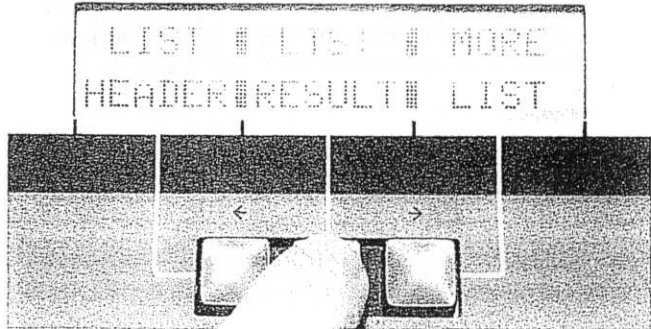 LIST ⦀ LIST ⦀ MORE
HEADER⦀RESULT⦀ LIST
← →